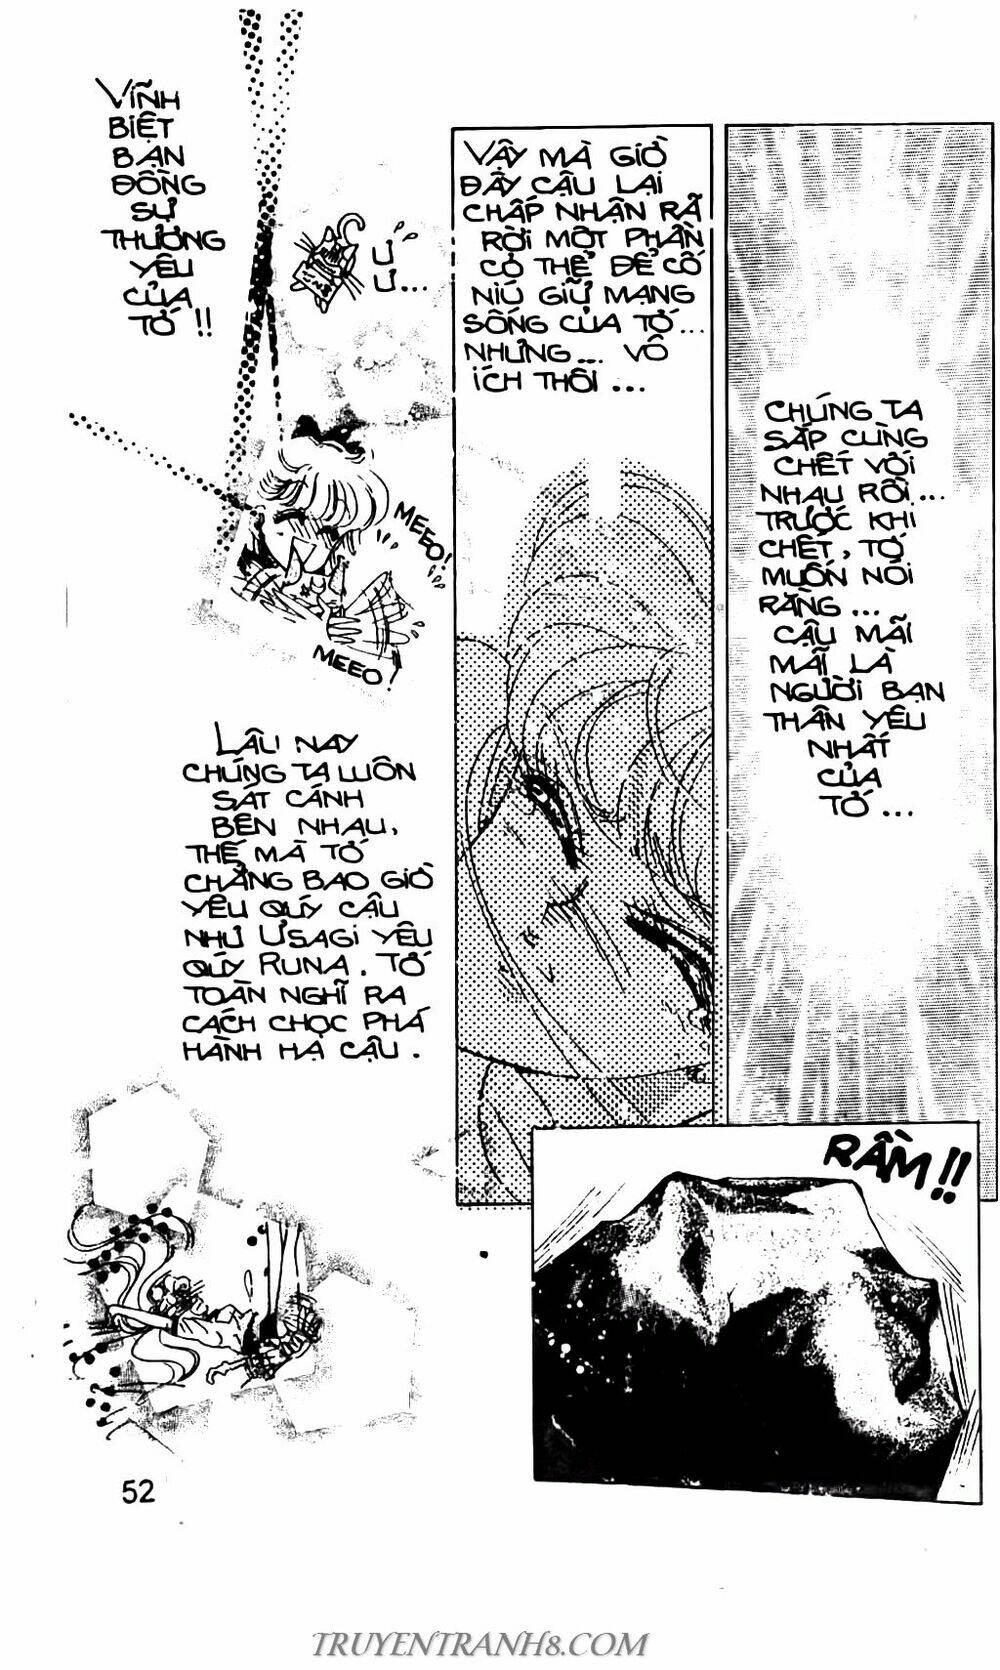 CHÚNG TA
SẮP CÙNG
CHẾT VỚI
NHAU RỒI...
TRƯỚC KHI
CHẾT, TỚ
MUỐN NÓI
RẰNG...
CẬU MÃI
MÃI LÀ
NGƯỜI BẠN
THÂN YÊU
NHẤT
CỦA
TỚ...
VẬY MÀ GIỜ
ĐÂY CẬU LẠI
CHẤP NHẬN RÃ
RỜI MỘT PHẦN
CƠ THỂ ĐỂ CỐ
NÍU GIỮ MẠNG
SỐNG CỦA TỚ...
NHƯNG... VÔ
ÍCH THÔI...
RẦM!!
VĨNH
BIỆT
BẠN
ĐỒNG
SỰ
THƯƠNG
YÊU
CỦA
TỚ!!
Ư
Ư...
MEEO!
MEEO!
LÂU NAY
CHÚNG TA LUÔN
SÁT CÁNH
BÊN NHAU,
THẾ MÀ TỚ
CHẲNG BAO GIỜ
YÊU QÚY CẬU
NHƯ USAGI YÊU
QÚY RUNA. TỚ
TOÀN NGHĨ RA
CÁCH CHỌC PHÁ
HÀNH HẠ CẬU.
52
TRUYENTRANH8.COM